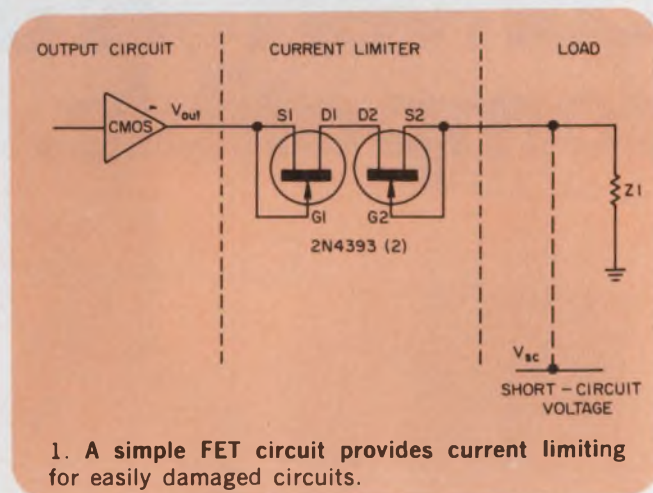 OUTPUT CIRCUIT
CURRENT LIMITER
LOAD
CMOS
-
Vout
S1
D1
D2
S2
G1
G2
Z1
2N4393 (2)
Vsc
SHORT-CIRCUIT
VOLTAGE
1. A simple FET circuit provides current limiting
for easily damaged circuits.